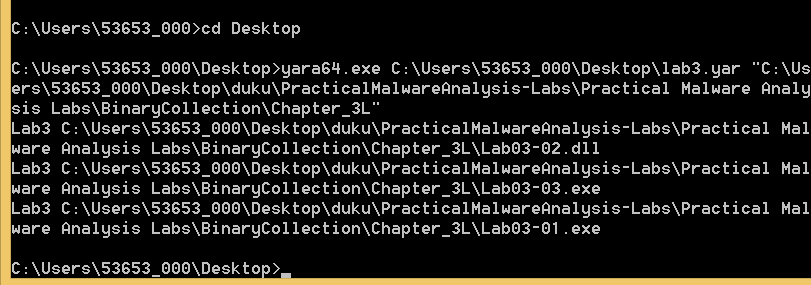 C:\Users\53653_000>cd Desktop
C:\Users\53653_000\Desktop>yara64.exe C:\Users\53653_000\Desktop\lab3.yar "C:\Us
ers\53653_000\Desktop\duku\PracticalMalwareAnalysis-Labs\Practical Malware Analy
sis Labs\BinaryCollection\Chapter_3L"
Lab3 C:\Users\53653_000\Desktop\duku\PracticalMalwareAnalysis-Labs\Practical Mal
ware Analysis Labs\BinaryCollection\Chapter_3L\Lab03-02.dll
Lab3 C:\Users\53653_000\Desktop\duku\PracticalMalwareAnalysis-Labs\Practical Mal
ware Analysis Labs\BinaryCollection\Chapter_3L\Lab03-03.exe
Lab3 C:\Users\53653_000\Desktop\duku\PracticalMalwareAnalysis-Labs\Practical Mal
ware Analysis Labs\BinaryCollection\Chapter_3L\Lab03-01.exe
C:\Users\53653_000\Desktop>